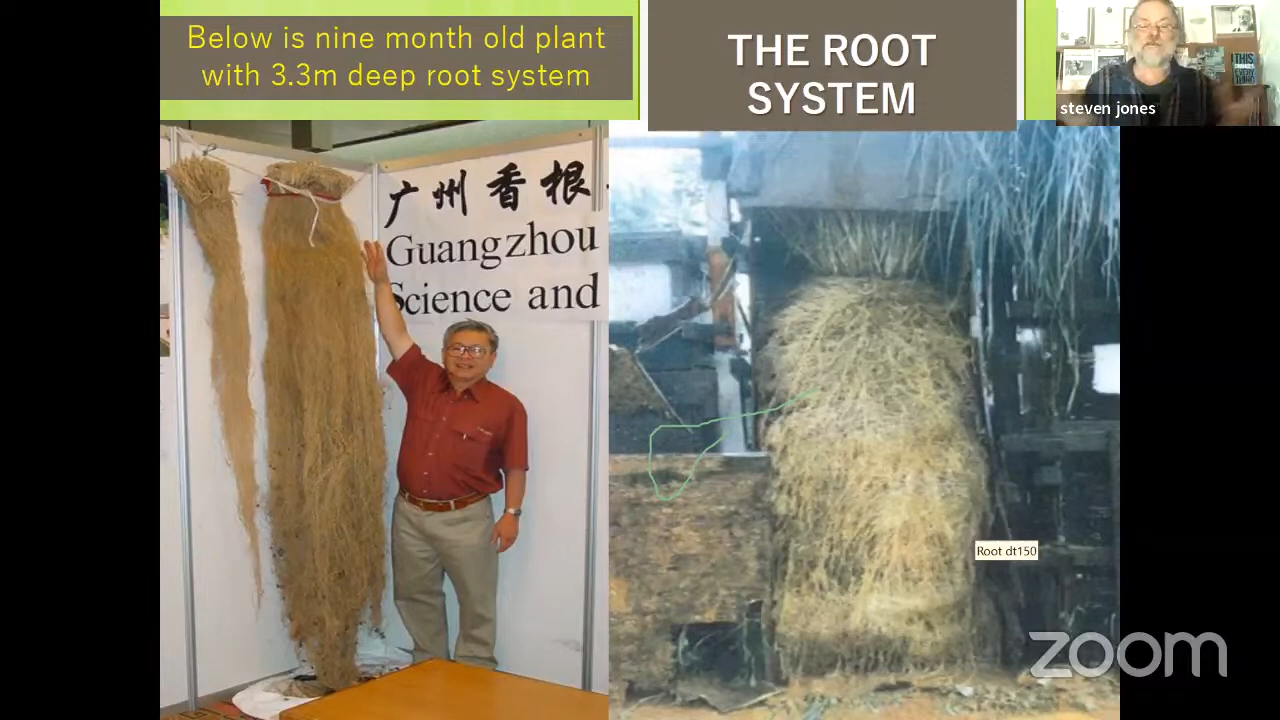 Below is nine month old plant
with 3.3m deep root system
THE ROOT
SYSTEM
steven jones
广州香根
Guangzhou
Science and
Root dt150
zoom